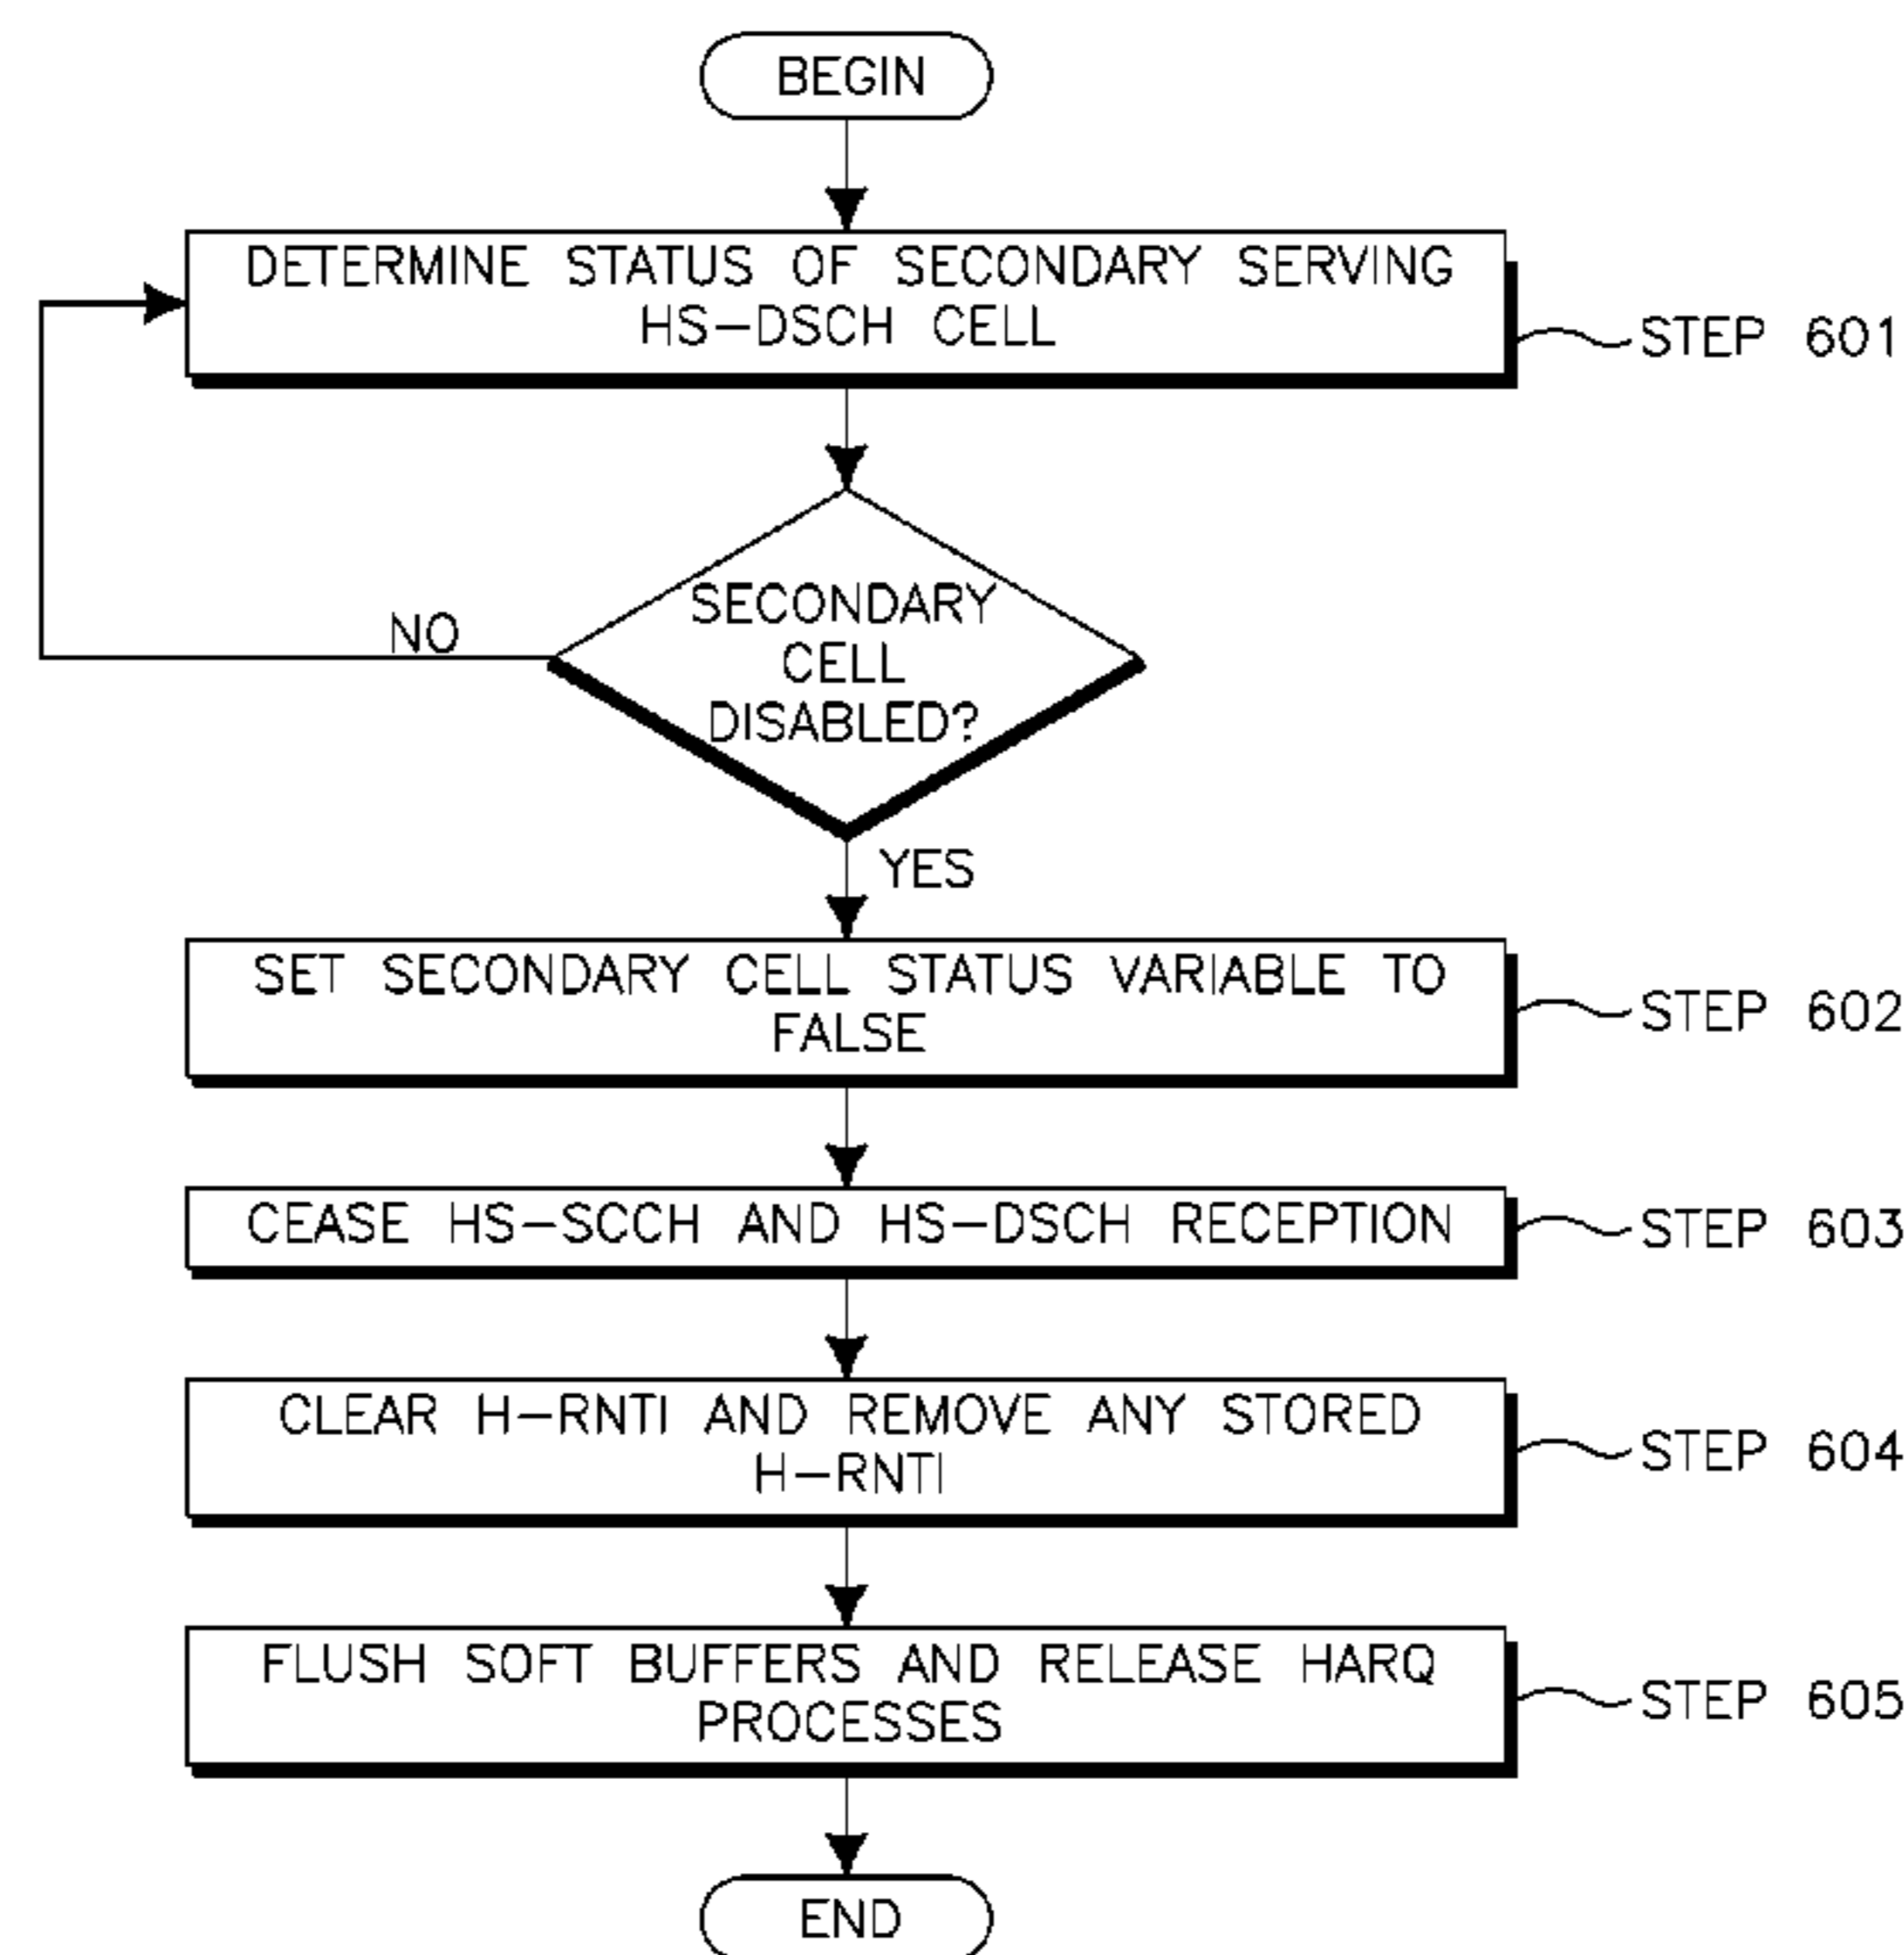 BEGIN
DETERMINE STATUS OF SECONDARY SERVING
HS-DSCH CELL
STEP 601
SECONDARY
CELL
DISABLED?
NO
YES
SET SECONDARY CELL STATUS VARIABLE TO
FALSE
STEP 602
CEASE HS-SCCH AND HS-DSCH RECEPTION
STEP 603
CLEAR H-RNTI AND REMOVE ANY STORED
H-RNTI
STEP 604
FLUSH SOFT BUFFERS AND RELEASE HARQ
PROCESSES
STEP 605
END